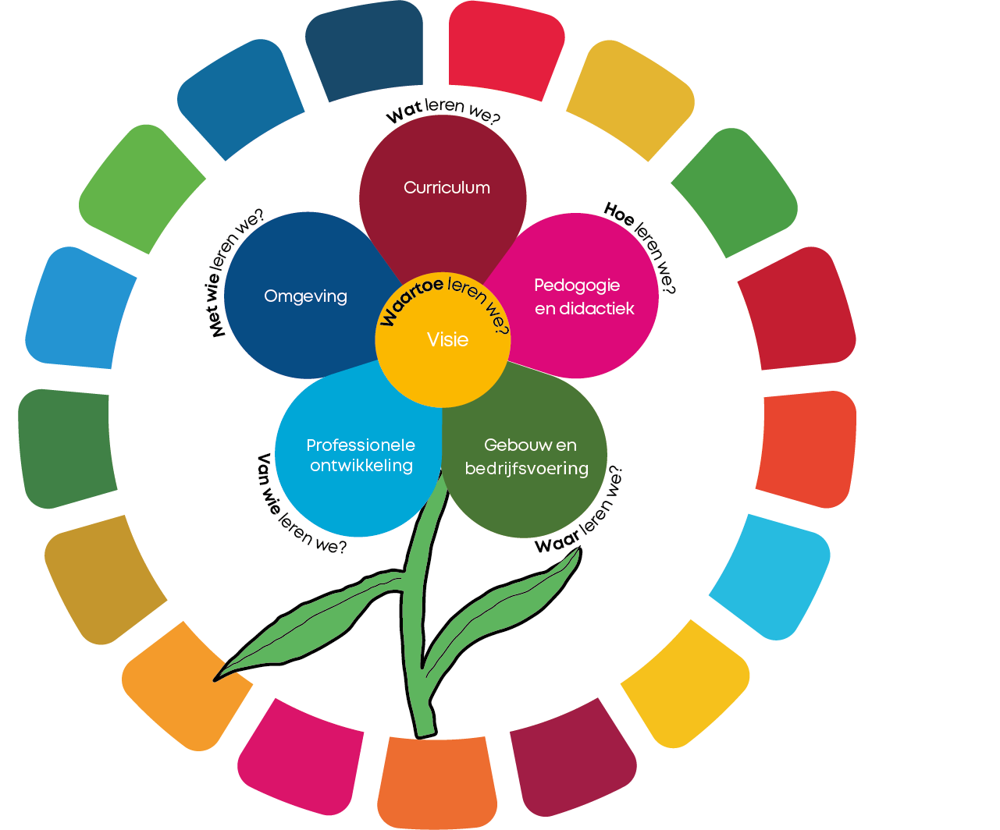 Wat leren we?
Curriculum
Hoe leren we?
Pedogogie
en didactiek
Met wie leren we?
Omgeving
Waartoe leren we?
Visie
Professionele
ontwikkeling
Van wie leren we?
Gebouw en
bedrijfsvoering
Waar leren we?